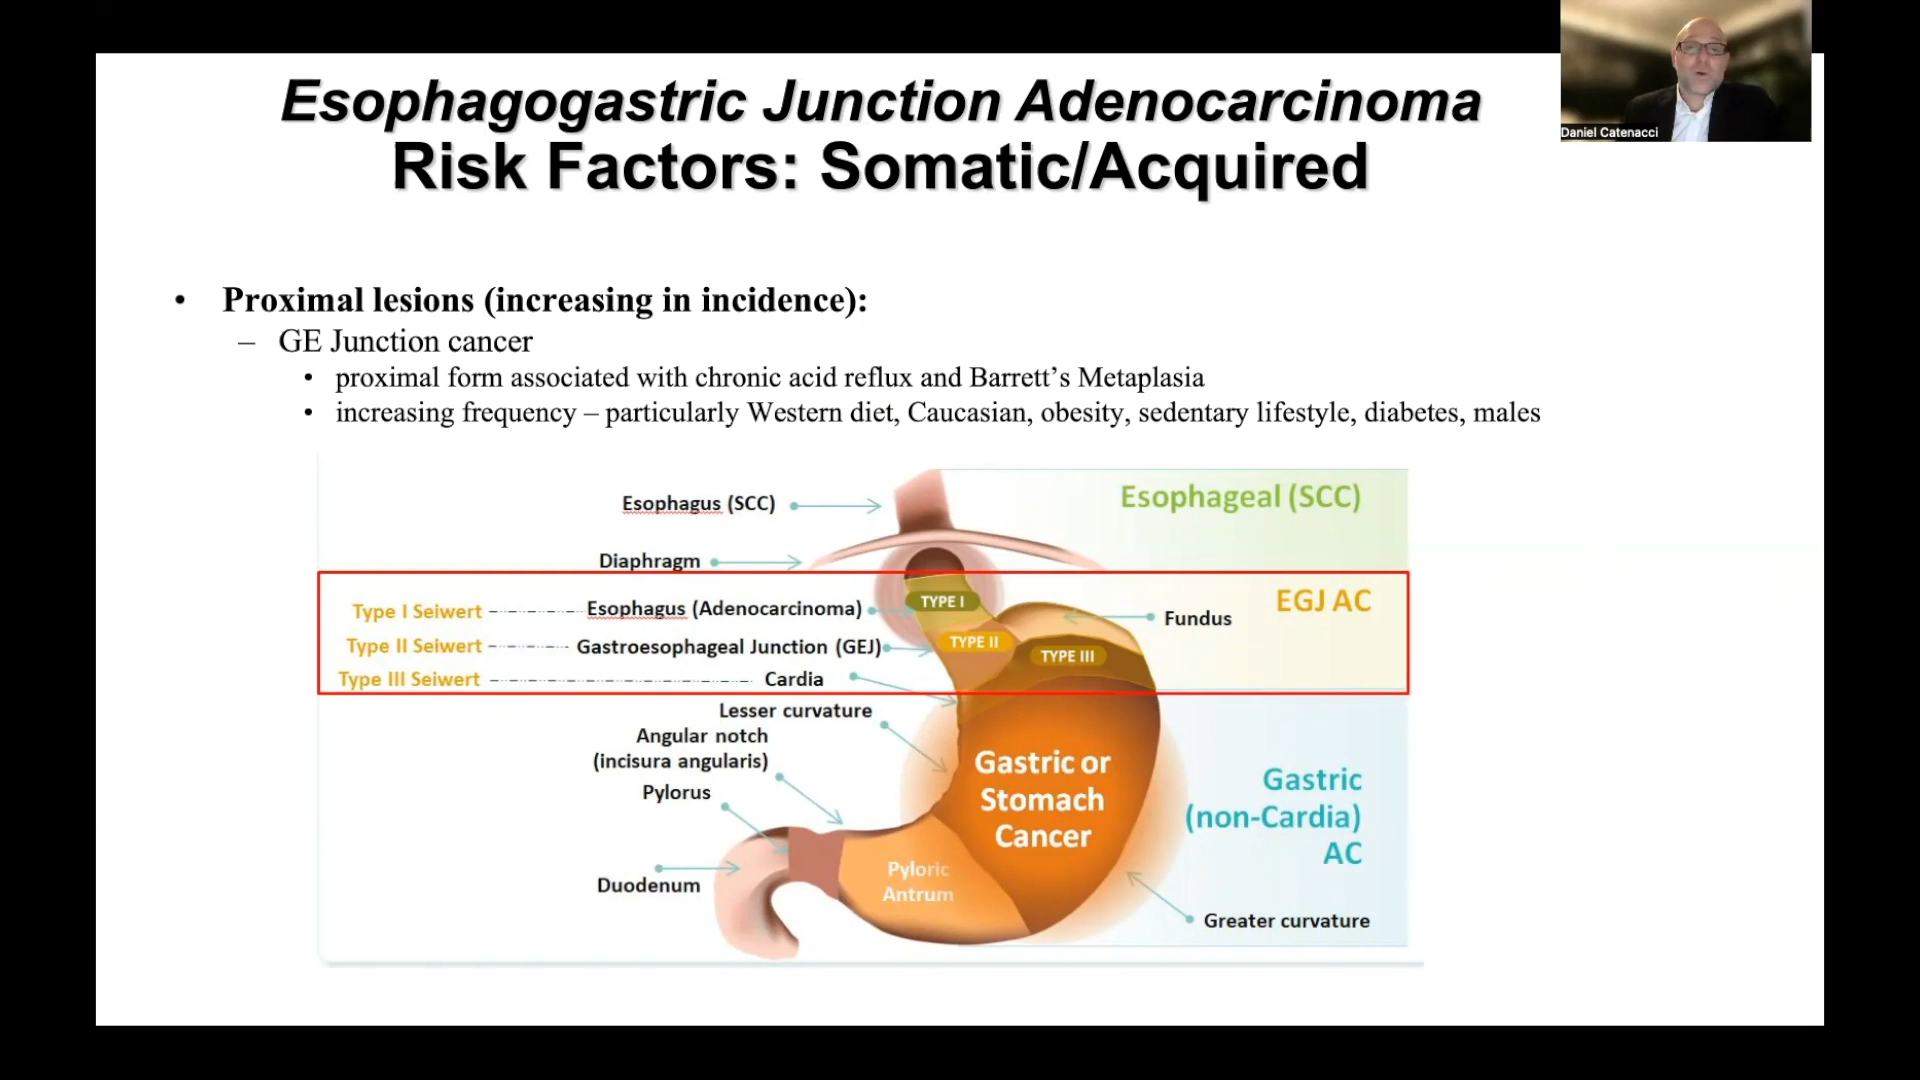 Esophagogastric Junction Adenocarcinoma
Risk Factors: Somatic/Acquired
Daniel Catenacci
• Proximal lesions (increasing in incidence):
– GE Junction cancer
• proximal form associated with chronic acid reflux and Barrett’s Metaplasia
• increasing frequency – particularly Western diet, Caucasian, obesity, sedentary lifestyle, diabetes, males
Esophagus (SCC)
Esophageal (SCC)
Diaphragm
Type I Seiwert
Esophagus (Adenocarcinoma)
TYPE I
EGJ AC
Fundus
Type II Seiwert
Gastroesophageal Junction (GEJ)
TYPE II
TYPE III
Type III Seiwert
Cardia
Lesser curvature
Angular notch
(incisura angularis)
Pylorus
Gastric or
Stomach
Cancer
Gastric
(non-Cardia)
AC
Duodenum
Pyloric
Antrum
Greater curvature